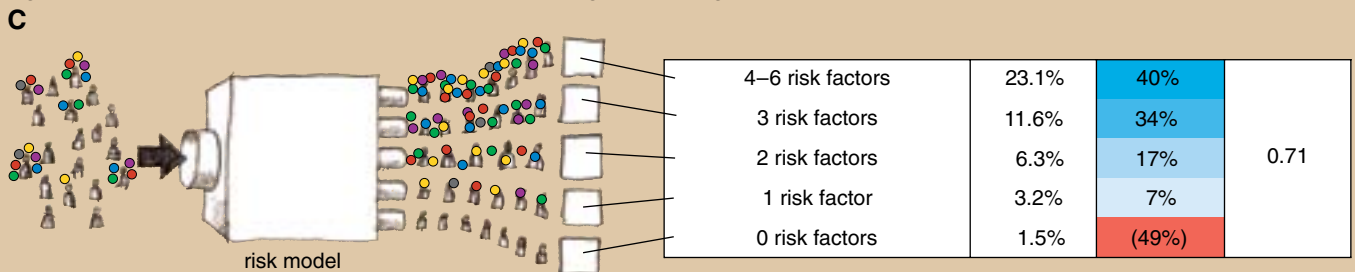 C
4–6 risk factors 23.1% 40%
3 risk factors 11.6% 34%
2 risk factors 6.3% 17% 0.71
1 risk factor 3.2% 7%
0 risk factors 1.5% (49%)
risk model